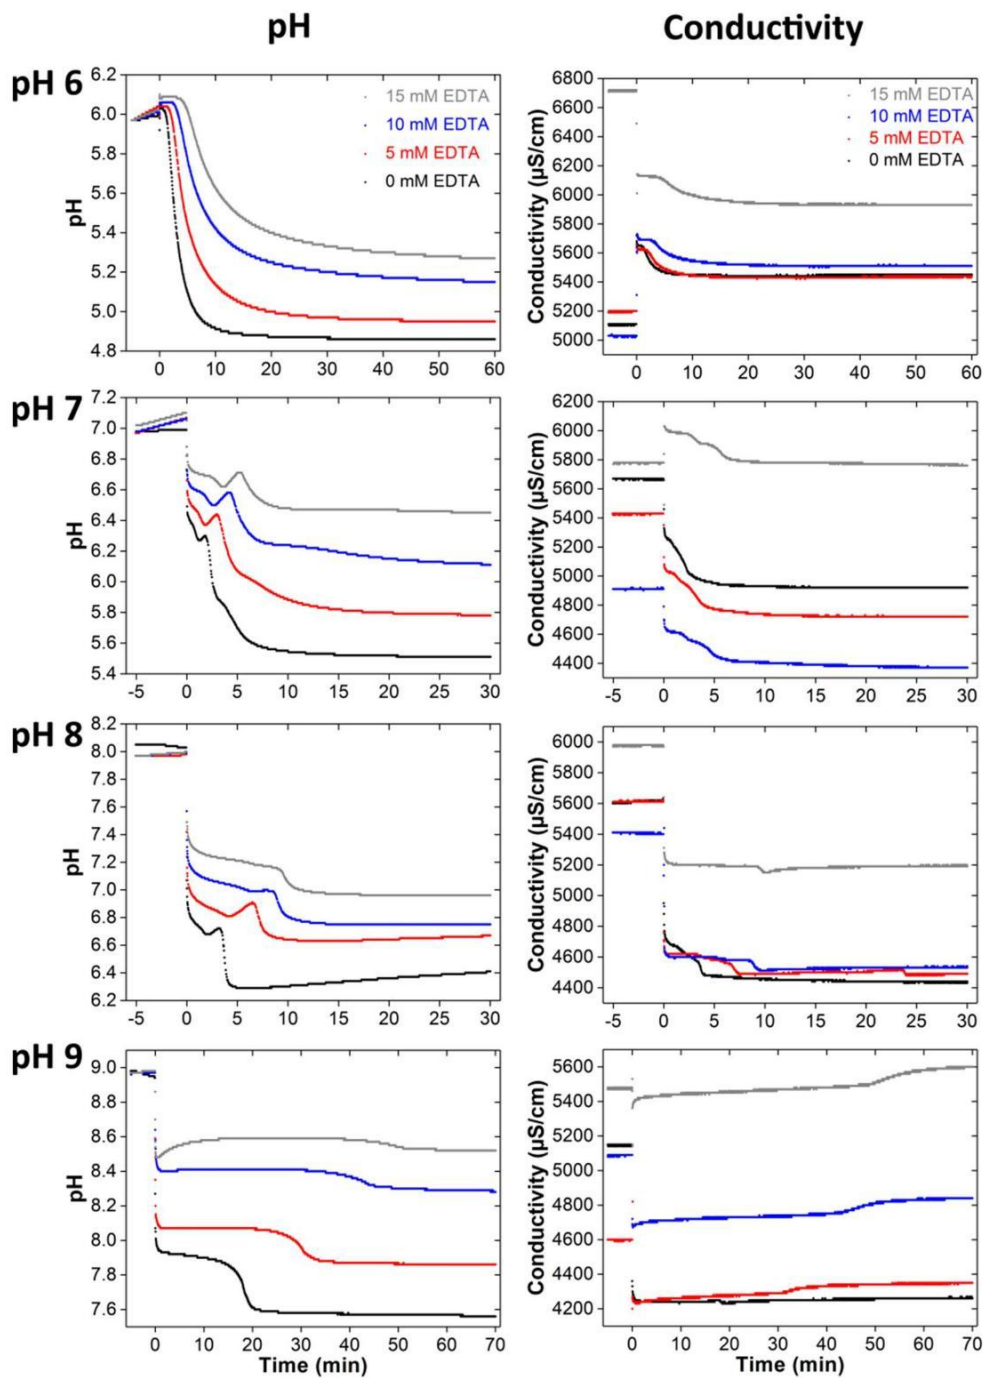 pH
Conductivity
pH 6
6.2
6.0
5.8
5.6
5.4
5.2
5.0
4.8
pH
15 mM EDTA
10 mM EDTA
5 mM EDTA
0 mM EDTA
0 10 20 30 40 50 60
6800
6600
6400
6200
6000
5800
5600
5400
5200
5000
Conductivity (µS/cm)
15 mM EDTA
10 mM EDTA
5 mM EDTA
0 mM EDTA
0 10 20 30 40 50 60
pH 7
7.2
7.0
6.8
6.6
6.4
6.2
6.0
5.8
5.6
5.4
pH
-5 0 5 10 15 20 25 30
6200
6000
5800
5600
5400
5200
5000
4800
4600
4400
Conductivity (µS/cm)
-5 0 5 10 15 20 25 30
pH 8
8.2
8.0
7.8
7.6
7.4
7.2
7.0
6.8
6.6
6.4
6.2
pH
-5 0 5 10 15 20 25 30
6000
5800
5600
5400
5200
5000
4800
4600
4400
Conductivity (µS/cm)
-5 0 5 10 15 20 25 30
pH 9
9.0
8.8
8.6
8.4
8.2
8.0
7.8
7.6
pH
0 10 20 30 40 50 60 70
Time (min)
5600
5400
5200
5000
4800
4600
4400
4200
Conductivity (µS/cm)
0 10 20 30 40 50 60 70
Time (min)